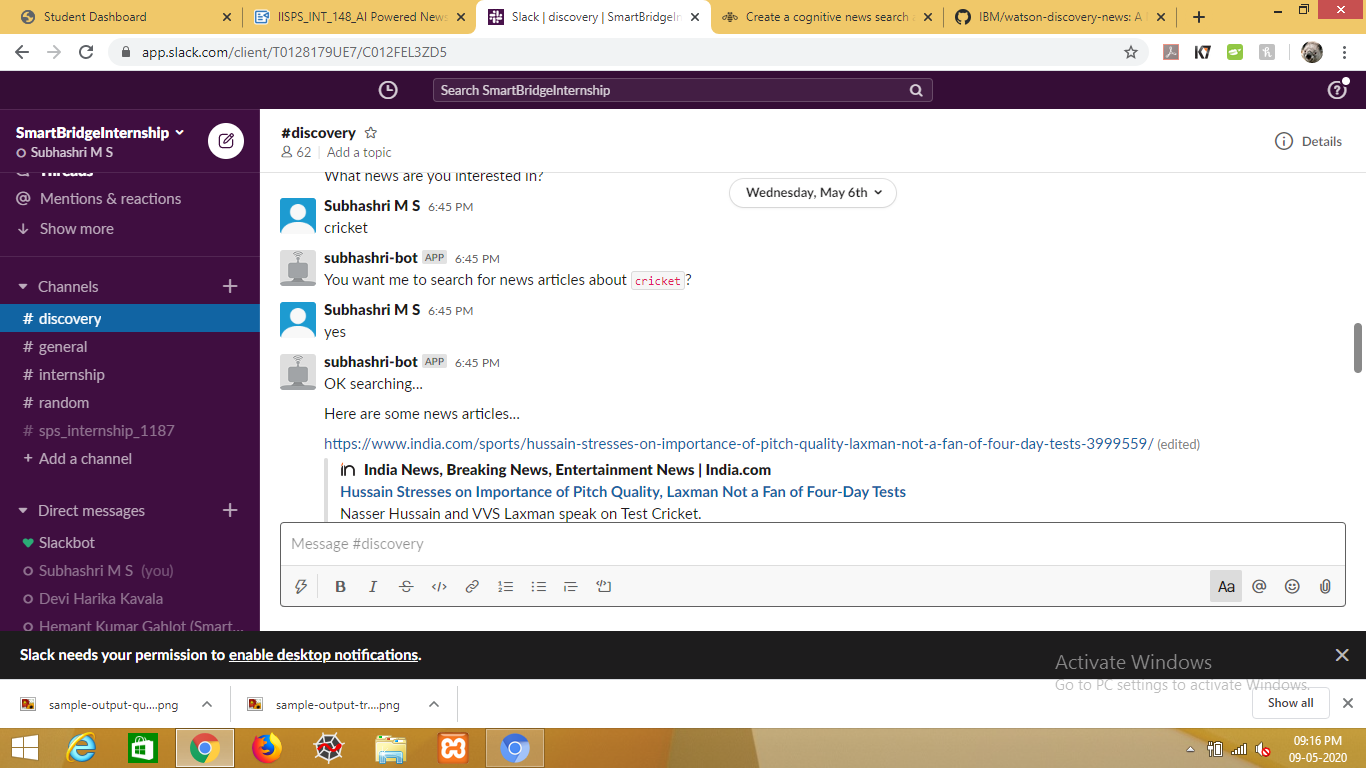 Student Dashboard
IISPS_INT_148_AI Powered New
Slack | discovery | SmartBridgeIn
Create a cognitive news search a
IBM/watson-discovery-news: A
app.slack.com/client/T0128179UE7/C012FEL3ZD5
K7
Search SmartBridgeInternship
SmartBridgeInternship
Subhashri M S
Threads
Mentions & reactions
Show more
Channels
# discovery
# general
# internship
# random
# sps_internship_1187
+ Add a channel
Direct messages
Slackbot
Subhashri M S (you)
Devi Harika Kavala
Hemant Kumar Gahlot (Smart...
#discovery
62 | Add a topic
Details
What news are you interested in?
Wednesday, May 6th
Subhashri M S 6:45 PM
cricket
subhashri-bot APP 6:45 PM
You want me to search for news articles about cricket?
Subhashri M S 6:45 PM
yes
subhashri-bot APP 6:45 PM
OK searching...
Here are some news articles...
https://www.india.com/sports/hussain-stresses-on-importance-of-pitch-quality-laxman-not-a-fan-of-four-day-tests-3999559/ (edited)
India News, Breaking News, Entertainment News | India.com
Hussain Stresses on Importance of Pitch Quality, Laxman Not a Fan of Four-Day Tests
Nasser Hussain and VVS Laxman speak on Test Cricket.
Message #discovery
B I S </> Aa @
Slack needs your permission to enable desktop notifications.
Activate Windows
Go to PC settings to activate Windows.
sample-output-qu....png
sample-output-tr....png
Show all
09:16 PM
09-05-2020